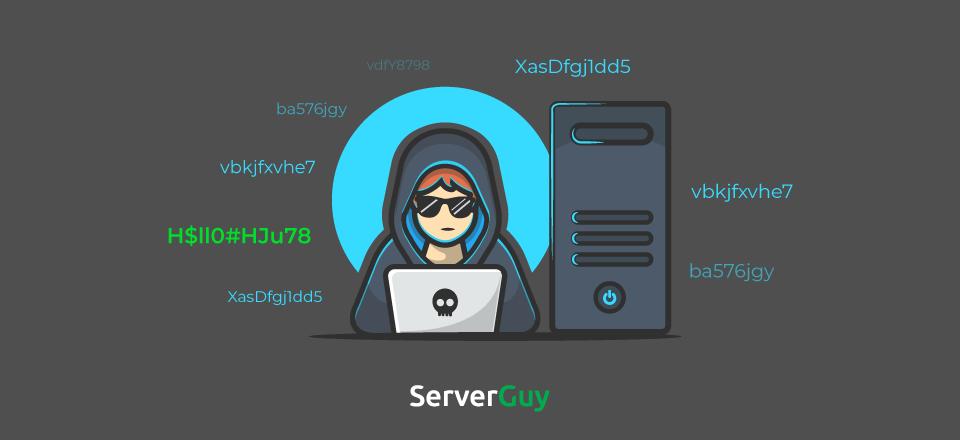 vdfY8798
XasDfgj1dd5
ba576jgy
vbkjfxvhe7
vbkjfxvhe7
H$ll0#HJu78
ba576jgy
XasDfgj1dd5
ServerGuy